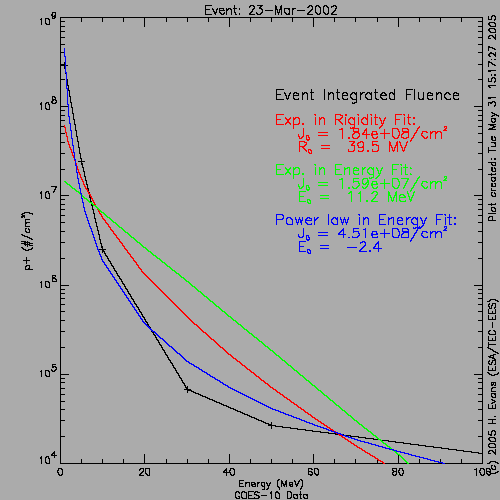 Event: 23-Mar-2002
Event Integrated Fluence
Exp. in Rigidity Fit:
J₀ = 1.84e+08/cm²
R₀ = 39.5 MV
Exp. in Energy Fit:
J₀ = 1.59e+07/cm²
E₀ = 11.2 MeV
Power law in Energy Fit:
J₀ = 4.51e+08/cm²
E₀ = -2.4
p+ (#/cm²)
10⁹
10⁸
10⁷
10⁶
10⁵
10⁴
0 20 40 60 80 100
Energy (MeV)
GOES-10 Data
Plot created: Tue May 31 15:17:27 2005
(c) 2005 H. Evans (ESA/TEC-EES)